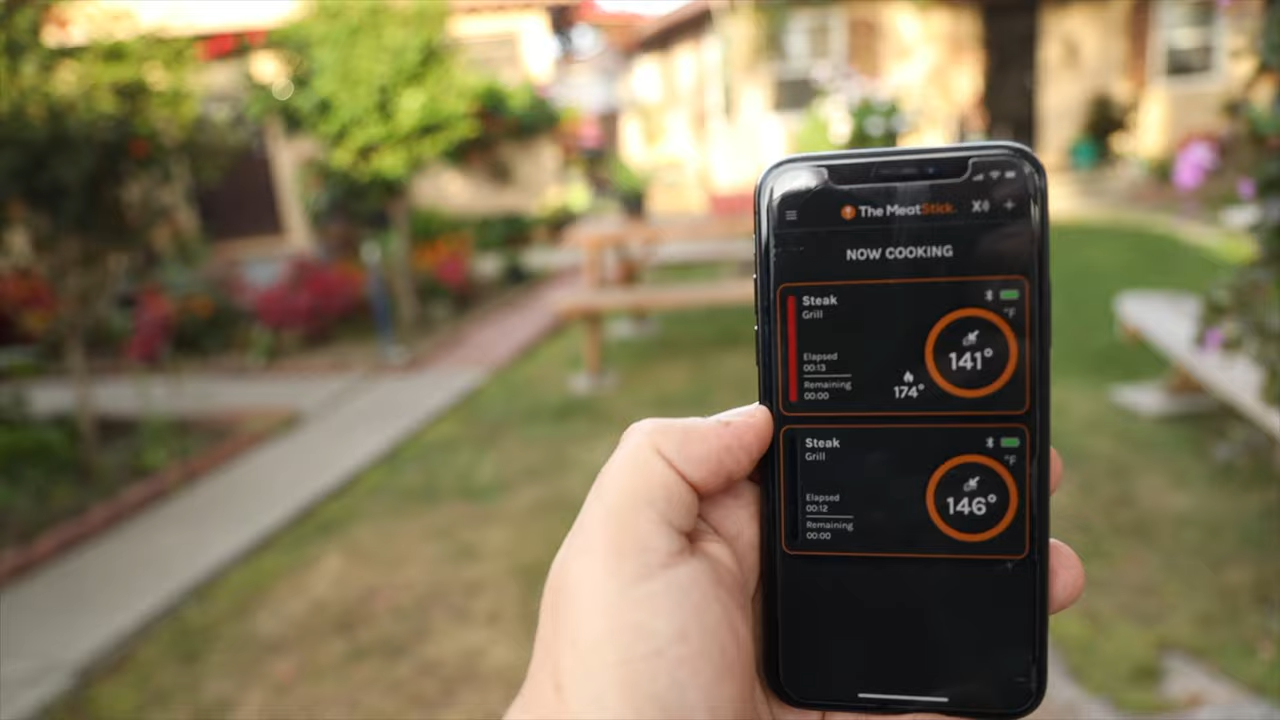 The MeatStick.
NOW COOKING
Steak
Grill
°F
Elapsed
00:13
Remaining
00:00
174°
141°
Steak
Grill
°F
Elapsed
00:12
Remaining
00:00
146°